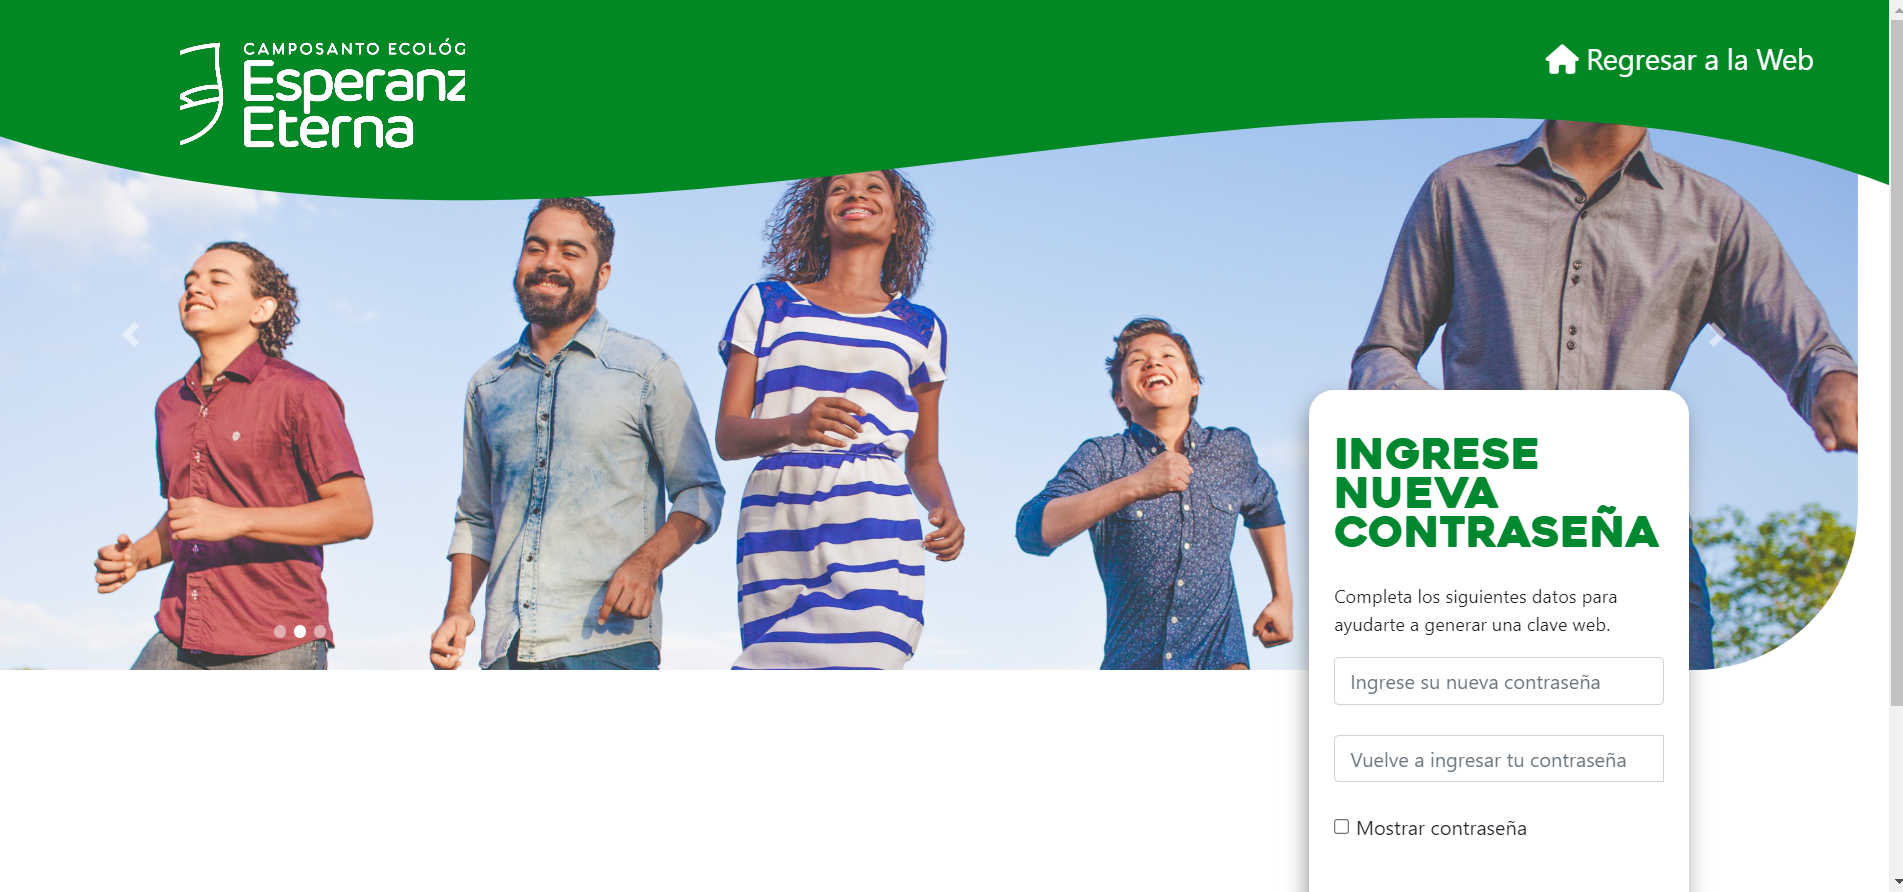 CAMPOSANTO ECOLÓG
Esperanz
Eterna
Regresar a la Web
INGRESE
NUEVA
CONTRASEÑA
Completa los siguientes datos para
ayudarte a generar una clave web.
Ingrese su nueva contraseña
Vuelve a ingresar tu contraseña
Mostrar contraseña